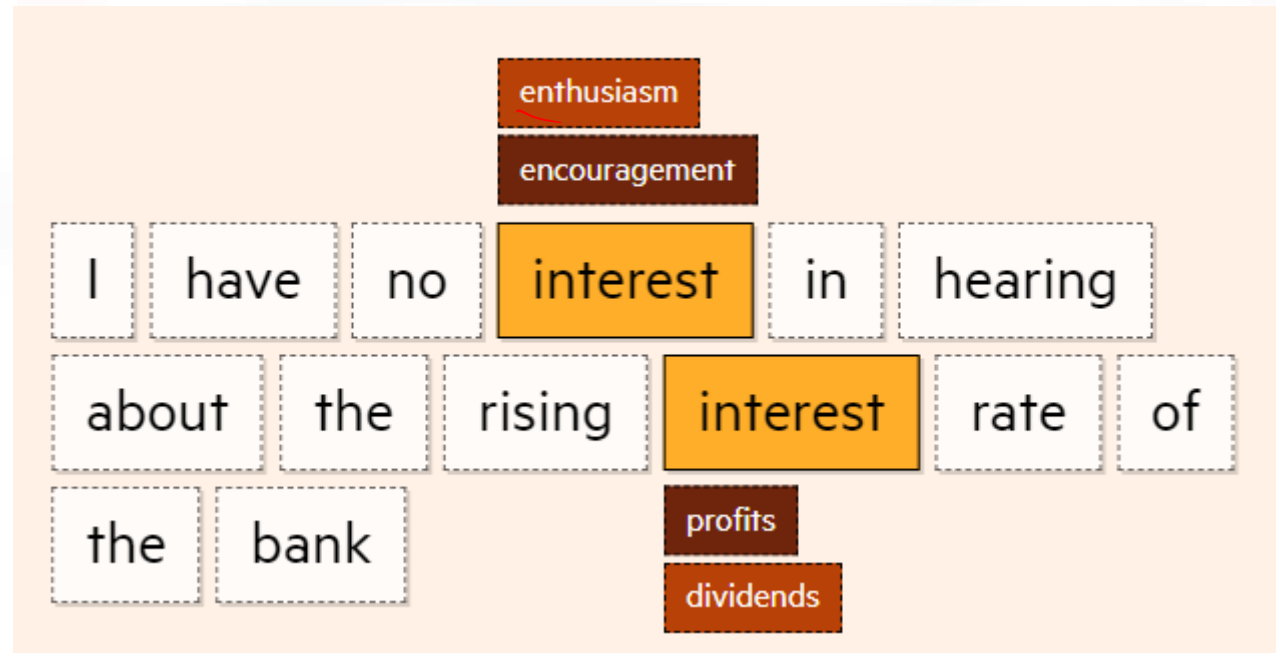 enthusiasm
encouragement
I have no interest in hearing
about the rising interest rate of
the bank
profits
dividends